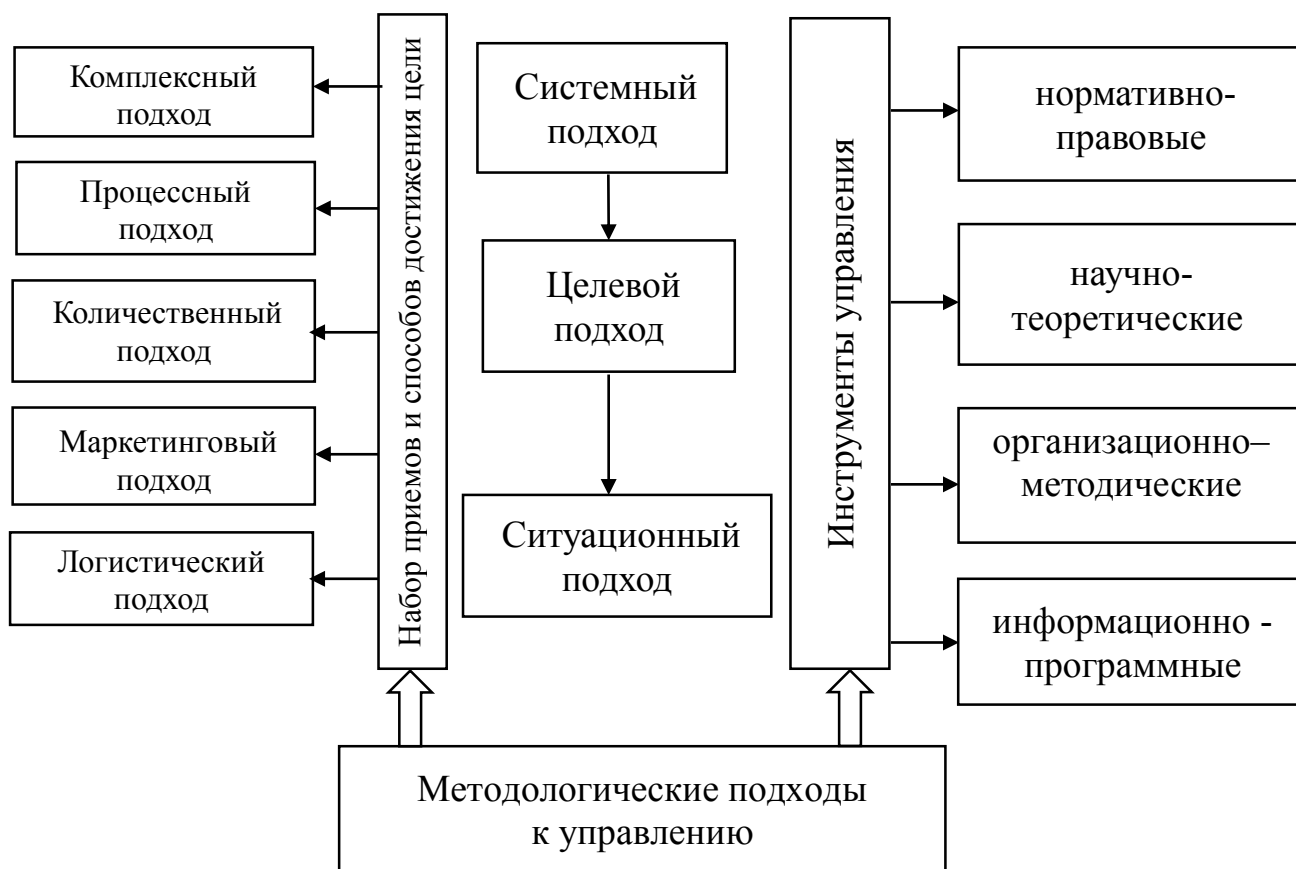 Комплексный
подход
Процессный
подход
Количественный
подход
Маркетинговый
подход
Логистический
подход
Набор приемов и способов достижения цели
Системный
подход
Целевой
подход
Ситуационный
подход
Инструменты управления
нормативно-
правовые
научно-
теоретические
организационно–
методические
информационно -
программные
Методологические подходы
к управлению